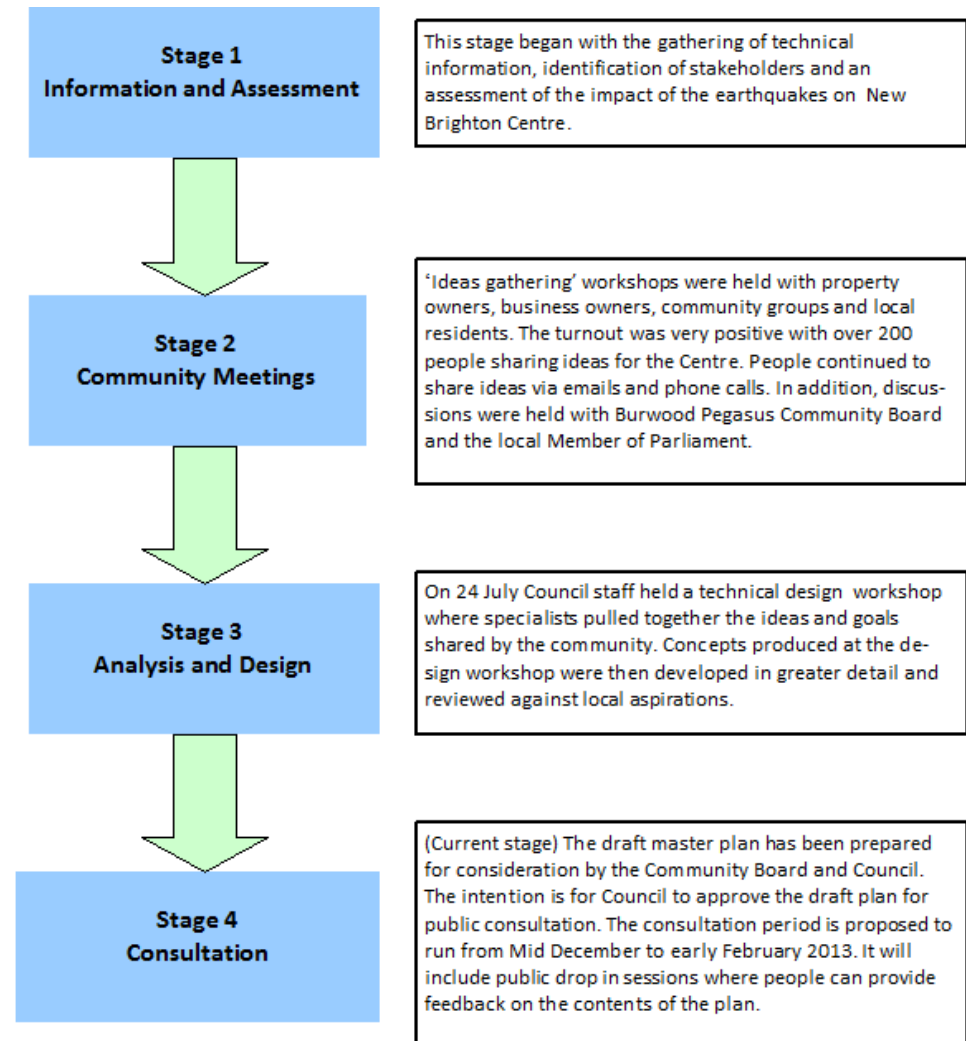 Stage 1
Information and Assessment
This stage began with the gathering of technical
information, identification of stakeholders and an
assessment of the impact of the earthquakes on New
Brighton Centre.
Stage 2
Community Meetings
‘Ideas gathering’ workshops were held with property
owners, business owners, community groups and local
residents. The turnout was very positive with over 200
people sharing ideas for the Centre. People continued to
share ideas via emails and phone calls. In addition, discus-
sions were held with Burwood Pegasus Community Board
and the local Member of Parliament.
Stage 3
Analysis and Design
On 24 July Council staff held a technical design workshop
where specialists pulled together the ideas and goals
shared by the community. Concepts produced at the de-
sign workshop were then developed in greater detail and
reviewed against local aspirations.
Stage 4
Consultation
(Current stage) The draft master plan has been prepared
for consideration by the Community Board and Council.
The intention is for Council to approve the draft plan for
public consultation. The consultation period is proposed to
run from Mid December to early February 2013. It will
include public drop in sessions where people can provide
feedback on the contents of the plan.